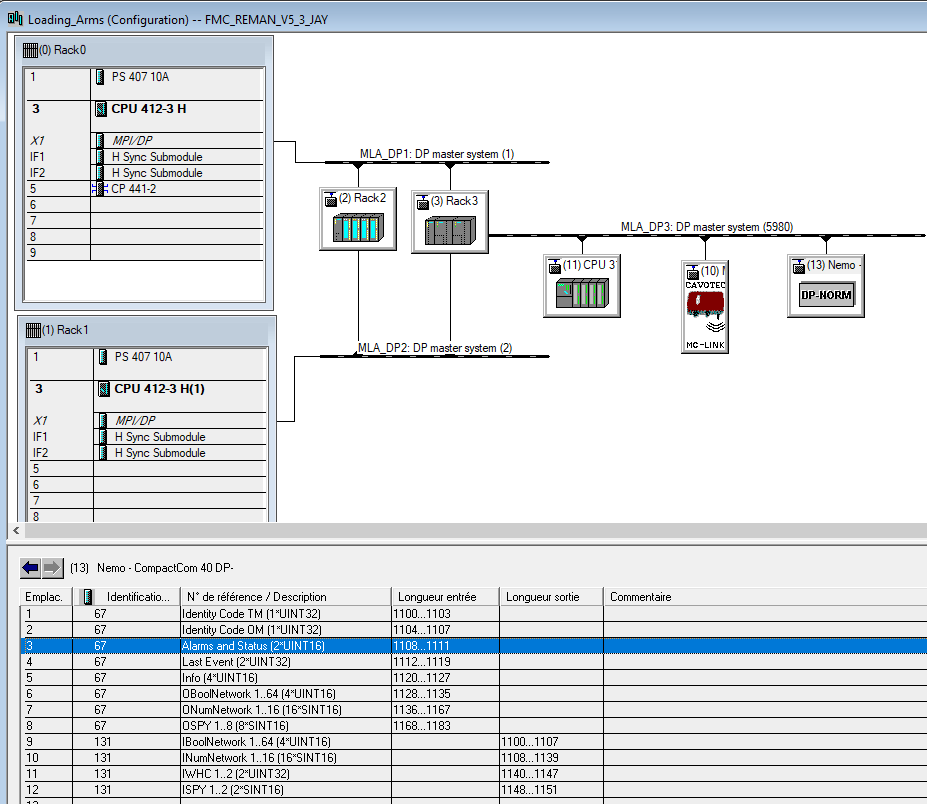 Loading_Arms (Configuration) -- FMC_REMAN_V5_3_JAY
(0) Rack0
1 PS 407 10A
3 CPU 412-3 H
X1 MPI/DP
IF1 H Sync Submodule
IF2 H Sync Submodule
5 CP 441-2
6
7
8
9
MLA_DP1: DP master system (1)
(2) Rack2
(3) Rack3
MLA_DP3: DP master system (5980)
(11) CPU 31
(10) M
CAVOTEC
MC-LINK
(13) Nemo -
DP-NORM
MLA_DP2: DP master system (2)
(1) Rack1
1 PS 407 10A
3 CPU 412-3 H(1)
X1 MPI/DP
IF1 H Sync Submodule
IF2 H Sync Submodule
5
6
7
8
(13) Nemo - CompactCom 40 DP-
Emplac. Identificatio... N° de référence / Description Longueur entrée Longueur sortie Commentaire
1 67 Identity Code TM (1*UINT32) 1100...1103
2 67 Identity Code OM (1*UINT32) 1104...1107
3 67 Alarms and Status (2*UINT16) 1108...1111
4 67 Last Event (2*UINT32) 1112...1119
5 67 Info (4*UINT16) 1120...1127
6 67 OBoolNetwork 1..64 (4*UINT16) 1128...1135
7 67 ONumNetwork 1..16 (16*SINT16) 1136...1167
8 67 OSPY 1..8 (8*SINT16) 1168...1183
9 131 IBoolNetwork 1..64 (4*UINT16) 1100...1107
10 131 INumNetwork 1..16 (16*SINT16) 1108...1139
11 131 IWHC 1..2 (2*UINT32) 1140...1147
12 131 ISPY 1..2 (2*SINT16) 1148...1151